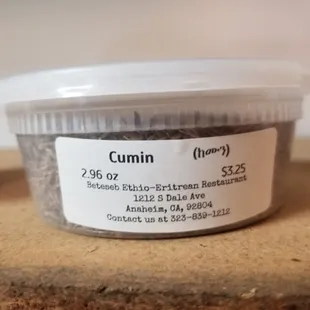 Cumin (ከሙን)
2.96 oz $3.25
Beteseb Ethio-Eritrean Restaurant
1212 S Dale Ave
Anaheim, CA, 92804
Contact us at 323-839-1212